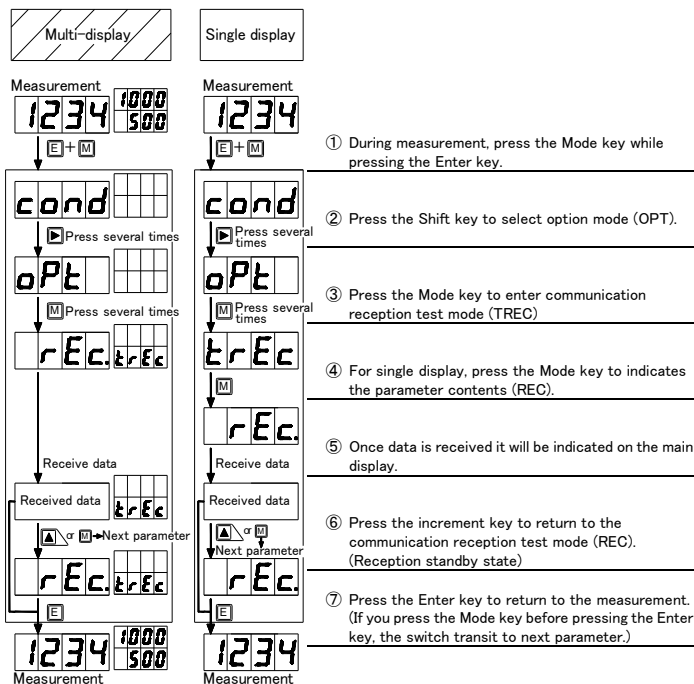 Multi-display
Single display
Measurement
1234
1000
500
E+M
cond
▶Press several times
oPt
MPress several times
rEc.
trEc
Receive data
Received data
trEc
▲ or M→Next parameter
rEc.
trEc
E
1234
1000
500
Measurement
Measurement
1234
E+M
cond
▶Press several
times
oPt
MPress several
times
trEc
M
rEc.
Receive data
Received data
▲ or M
Next parameter
rEc.
E
1234
Measurement
① During measurement, press the Mode key while
pressing the Enter key.
② Press the Shift key to select option mode (OPT).
③ Press the Mode key to enter communication
reception test mode (TREC)
④ For single display, press the Mode key to indicates
the parameter contents (REC).
⑤ Once data is received it will be indicated on the main
display.
⑥ Press the increment key to return to the
communication reception test mode (REC).
(Reception standby state)
⑦ Press the Enter key to return to the measurement.
(If you press the Mode key before pressing the Enter
key, the switch transit to next parameter.)